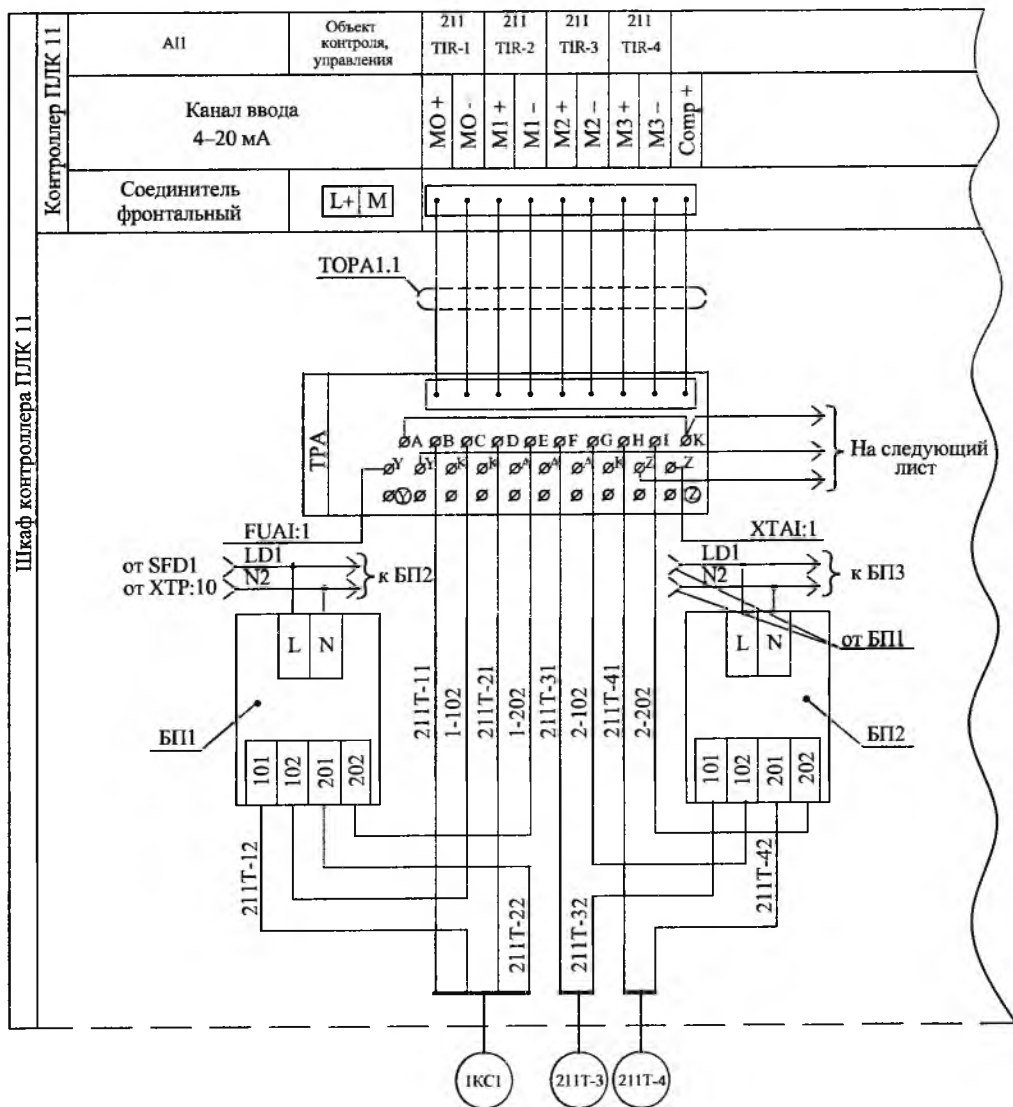 Шкаф контроллера ПЛК 11
Контроллер ПЛК 11
АП1
Объект
контроля,
управления
211
TIR-1
211
TIR-2
211
TIR-3
211
TIR-4
Канал ввода
4–20 мА
MO +
MO -
M1 +
M1 –
M2 +
M2 –
M3 +
M3 –
Comp +
Соединитель
фронтальный
L+ M
TOPA1.1
ТРА
A B C D E F G H I K
Y Y K K A A A K Z Z
Y Z
На следующий
лист
FUAI:1
XTAI:1
от SFD1
от XTP:10
LD1
N2
к БП2
LD1
N2
к БП3
от БП1
L N
L N
БП1
БП2
101 102 201 202
101 102 201 202
211T-11
1-102
211T-21
1-202
211T-31
2-102
211T-41
2-202
211T-12
211T-22
211T-32
211T-42
1КС1
211T-3
211T-4